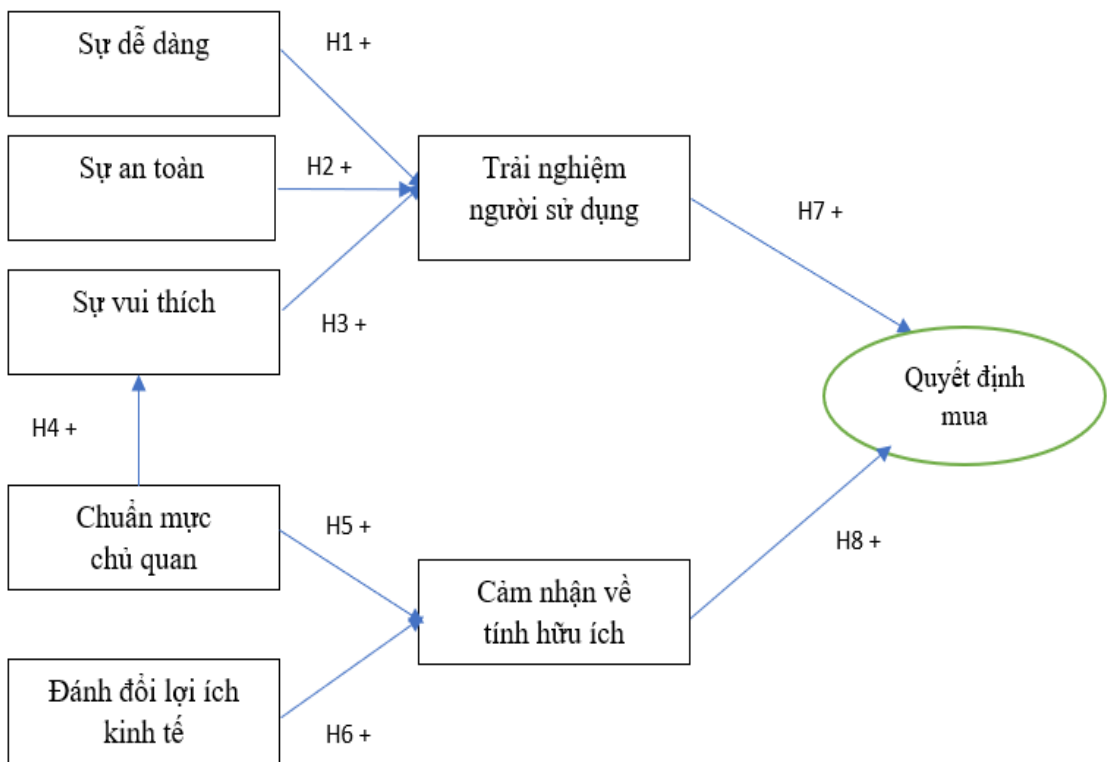 Sự dễ dàng
H1 +
Sự an toàn
H2 +
Trải nghiệm
người sử dụng
H7 +
Sự vui thích
H3 +
Quyết định
mua
H4 +
Chuẩn mực
chủ quan
H5 +
H8 +
Cảm nhận về
tính hữu ích
Đánh đổi lợi ích
kinh tế
H6 +